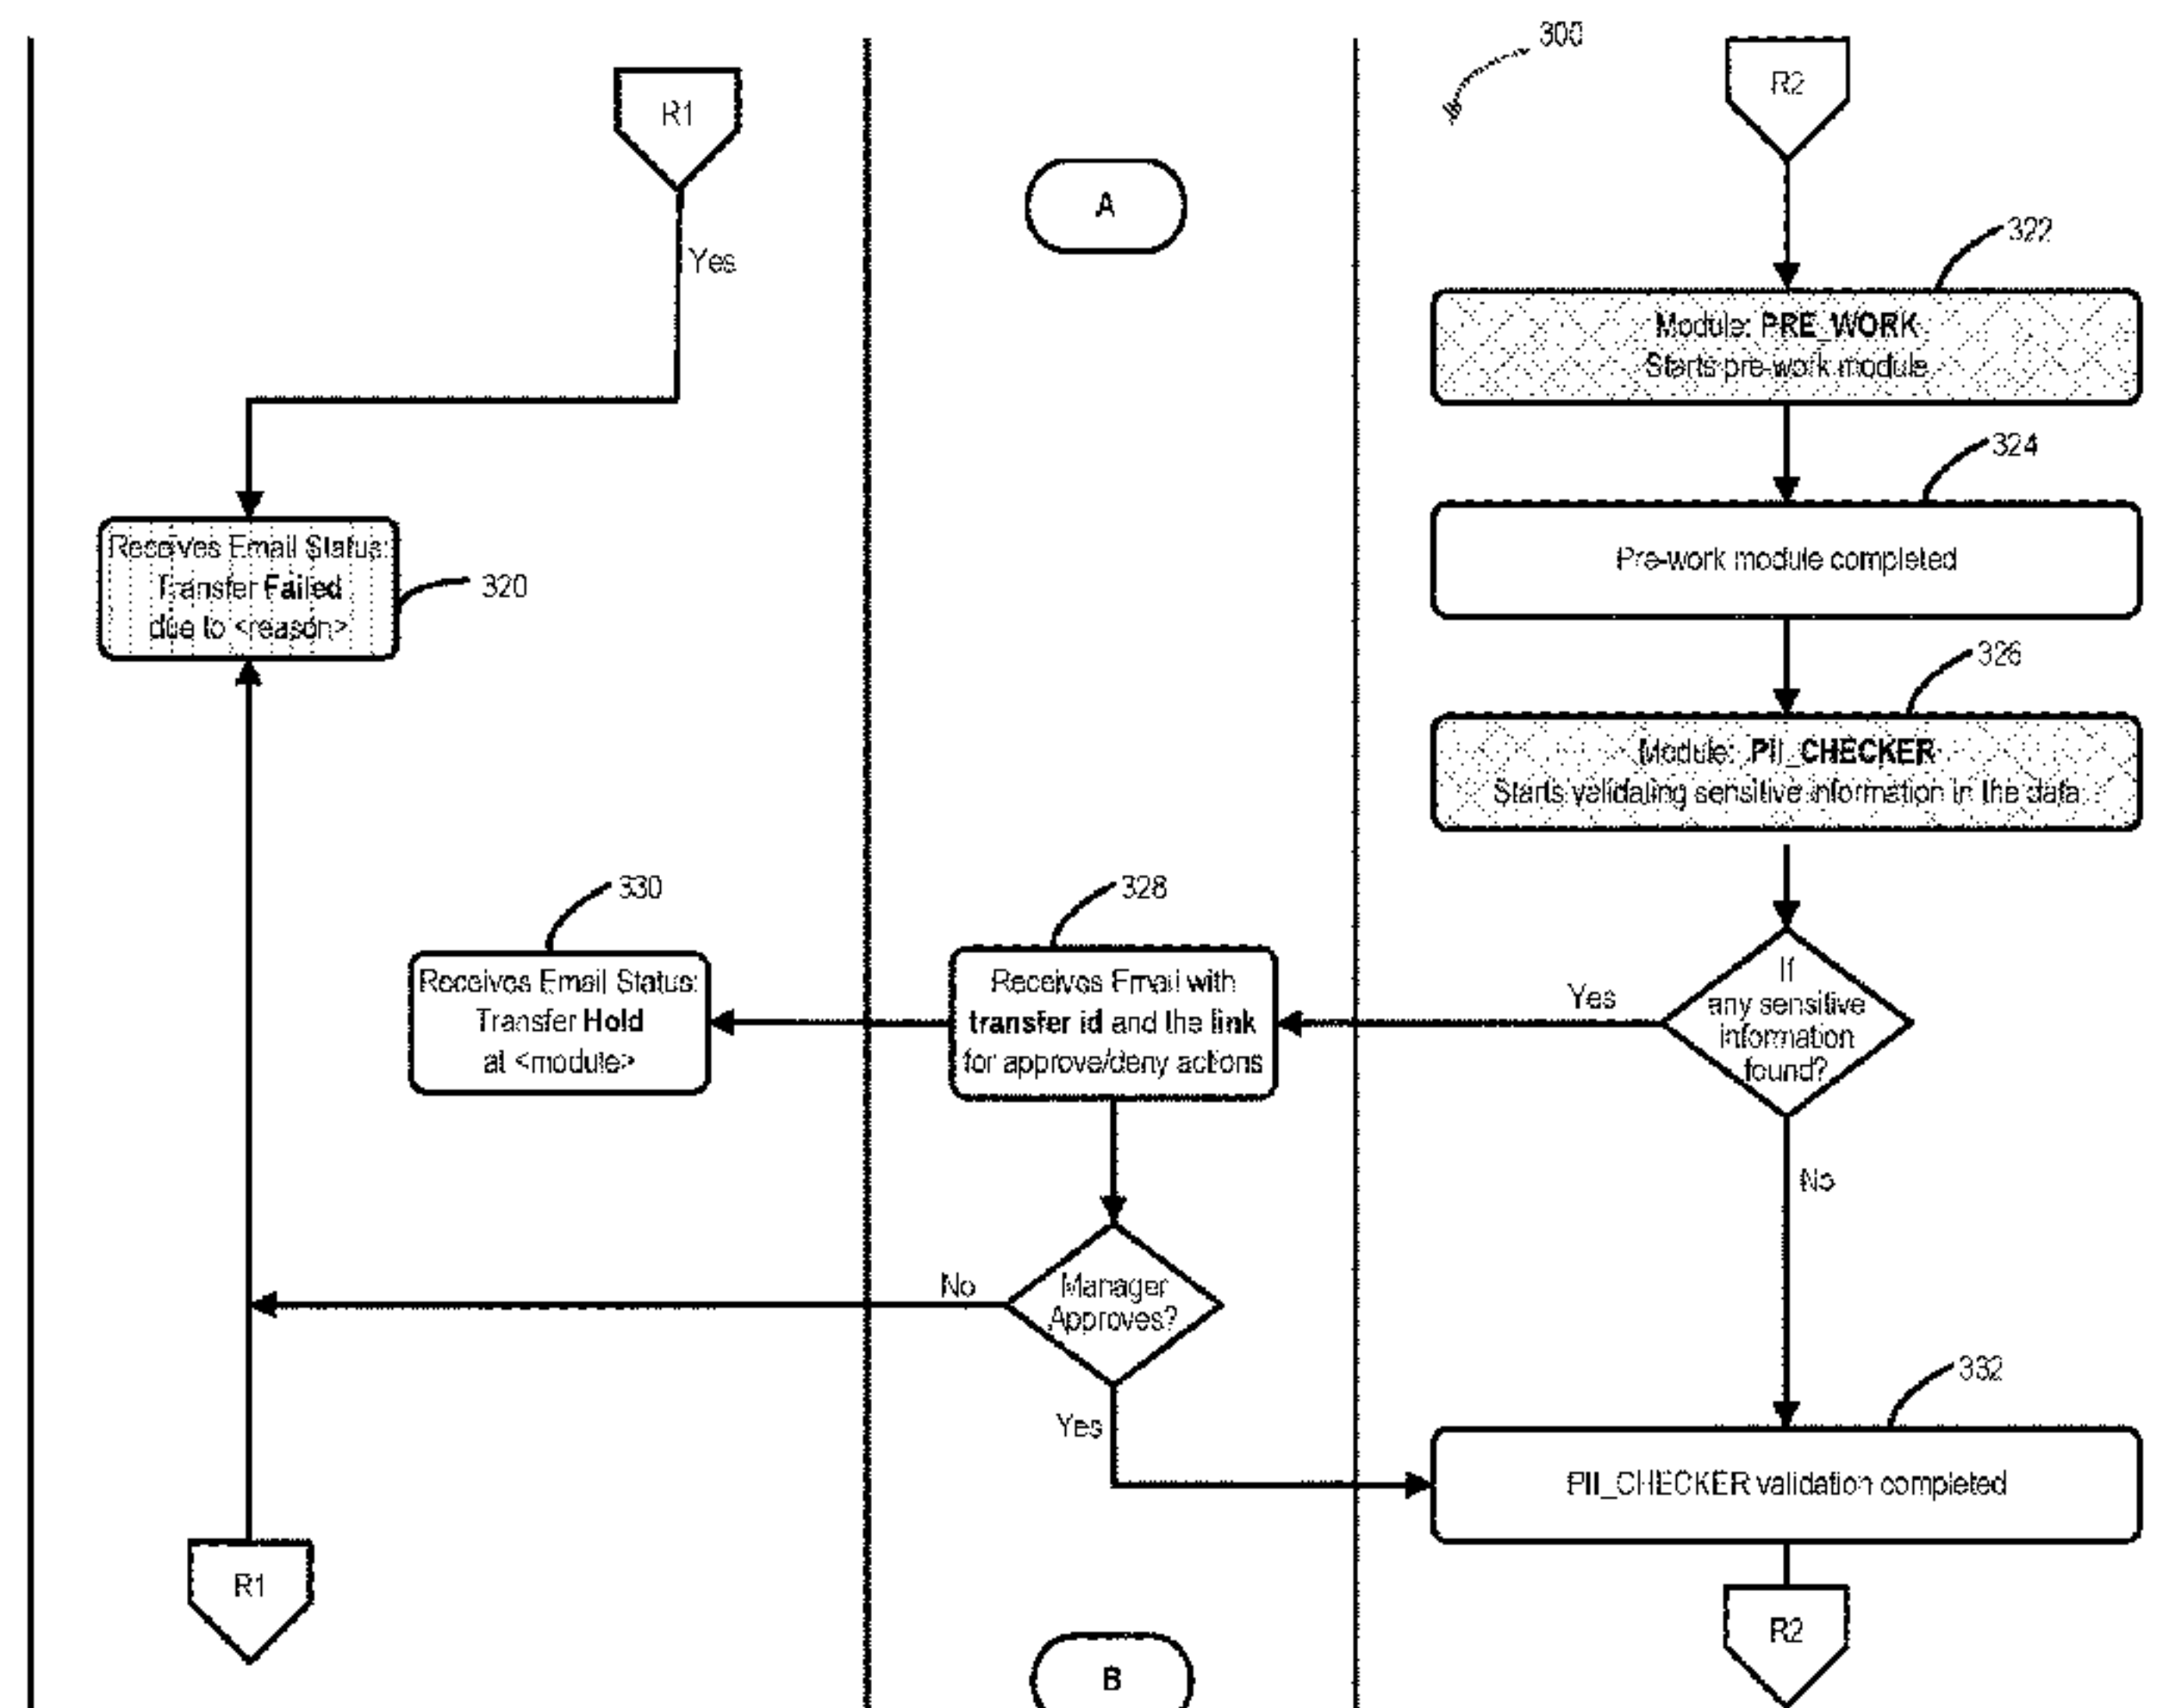 300
R1
R2
A
Yes
322
Module: PRE_WORK
Starts pre-work module
324
Pre-work module completed
Receives Email Status:
Transfer Failed
due to <reason>
320
326
Module: PII_CHECKER
Starts validating sensitive information in the data
330
Receives Email Status:
Transfer Hold
at <module>
328
Receives Email with
transfer id and the link
for approve/deny actions
Yes
If
any sensitive
information
found?
No
No
Manager
Approves?
Yes
332
PII_CHECKER validation completed
R1
R2
B